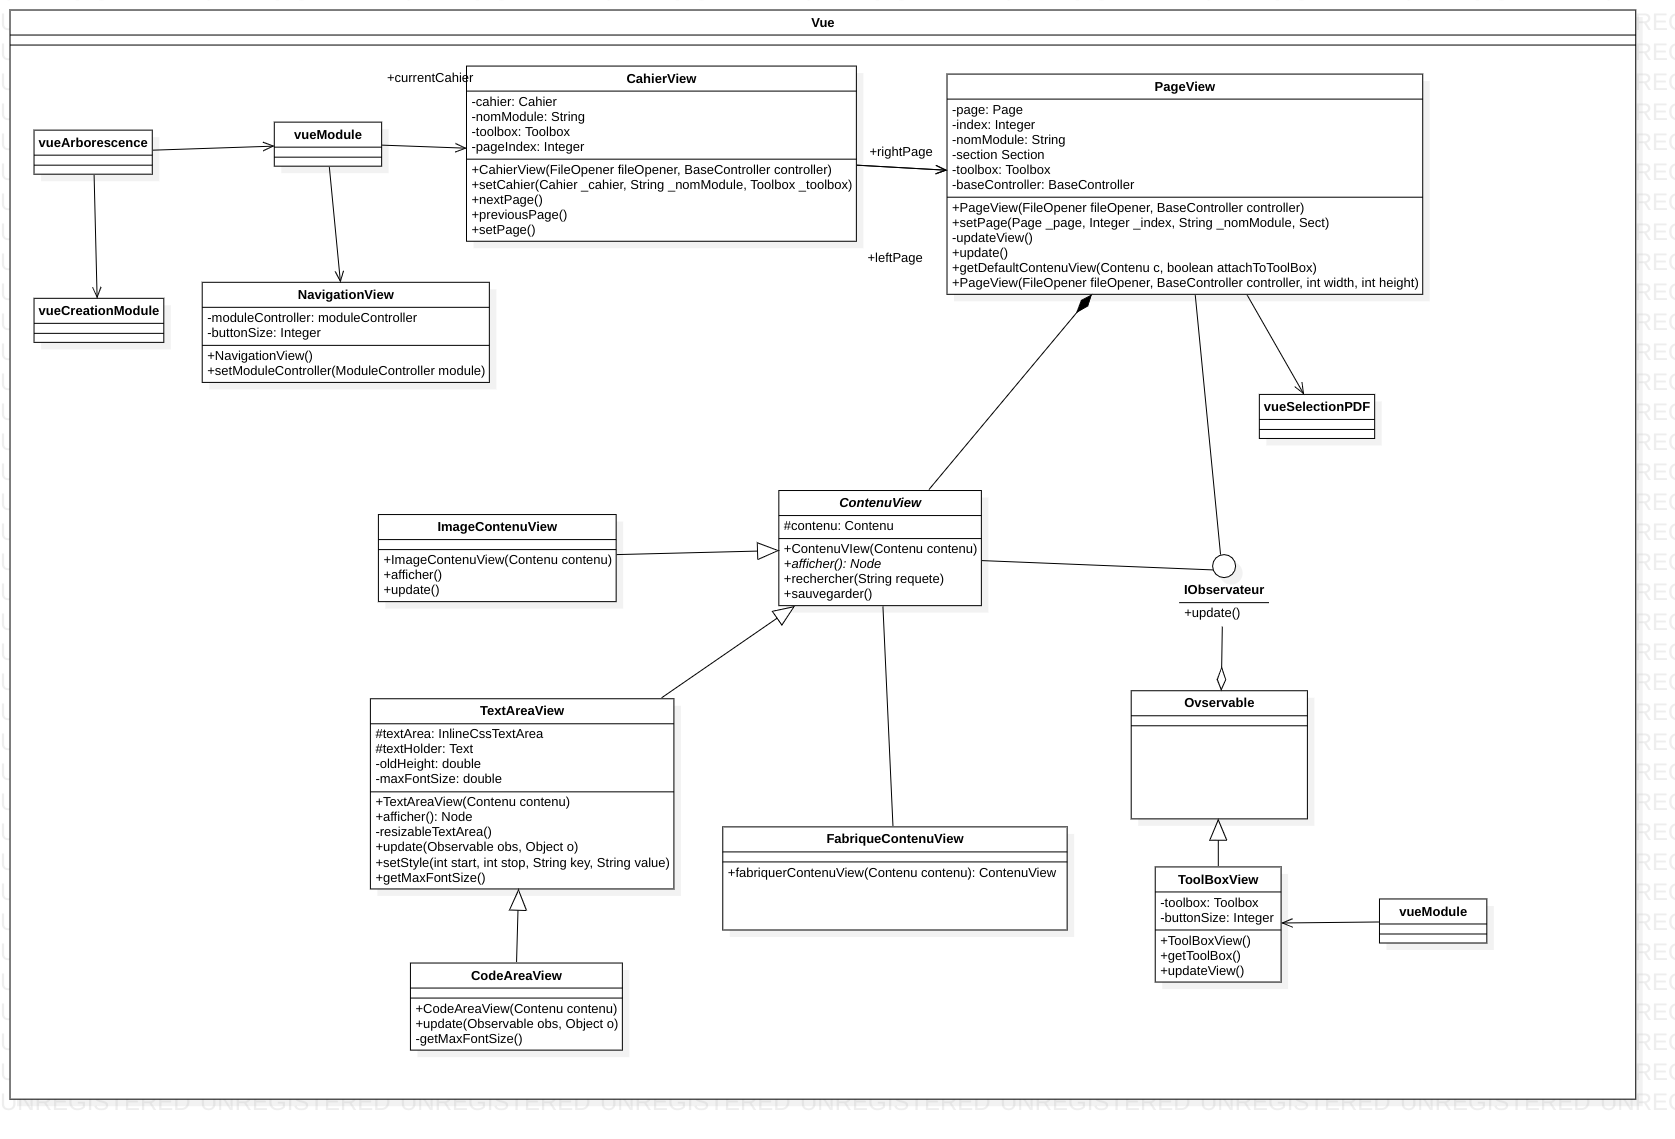 Vue
+currentCahier
CahierView
-cahier: Cahier
-nomModule: String
-toolbox: Toolbox
-pageIndex: Integer
+CahierView(FileOpener fileOpener, BaseController controller)
+setCahier(Cahier _cahier, String _nomModule, Toolbox _toolbox)
+nextPage()
+previousPage()
+setPage()
PageView
-page: Page
-index: Integer
-nomModule: String
-section Section
-toolbox: Toolbox
-baseController: BaseController
+PageView(FileOpener fileOpener, BaseController controller)
+setPage(Page _page, Integer _index, String _nomModule, Sect)
-updateView()
+update()
+getDefaultContenuView(Contenu c, boolean attachToToolBox)
+PageView(FileOpener fileOpener, BaseController controller, int width, int height)
vueArborescence
vueModule
+rightPage
+leftPage
vueCreationModule
NavigationView
-moduleController: moduleController
-buttonSize: Integer
+NavigationView()
+setModuleController(ModuleController module)
vueSelectionPDF
ImageContenuView
+ImageContenuView(Contenu contenu)
+afficher()
+update()
ContenuView
#contenu: Contenu
+ContenuVIew(Contenu contenu)
+afficher(): Node
+rechercher(String requete)
+sauvegarder()
IObservateur
+update()
TextAreaView
#textArea: InlineCssTextArea
#textHolder: Text
-oldHeight: double
-maxFontSize: double
+TextAreaView(Contenu contenu)
+afficher(): Node
-resizableTextArea()
+update(Observable obs, Object o)
+setStyle(int start, int stop, String key, String value)
+getMaxFontSize()
Ovservable
FabriqueContenuView
+fabriquerContenuView(Contenu contenu): ContenuView
ToolBoxView
-toolbox: Toolbox
-buttonSize: Integer
+ToolBoxView()
+getToolBox()
+updateView()
vueModule
CodeAreaView
+CodeAreaView(Contenu contenu)
+update(Observable obs, Object o)
-getMaxFontSize()
UNREGISTERED UNREGISTERED UNREGISTERED UNREGISTERED UNREGISTERED UNREGISTERED UNREGISTERED UNREGISTERED